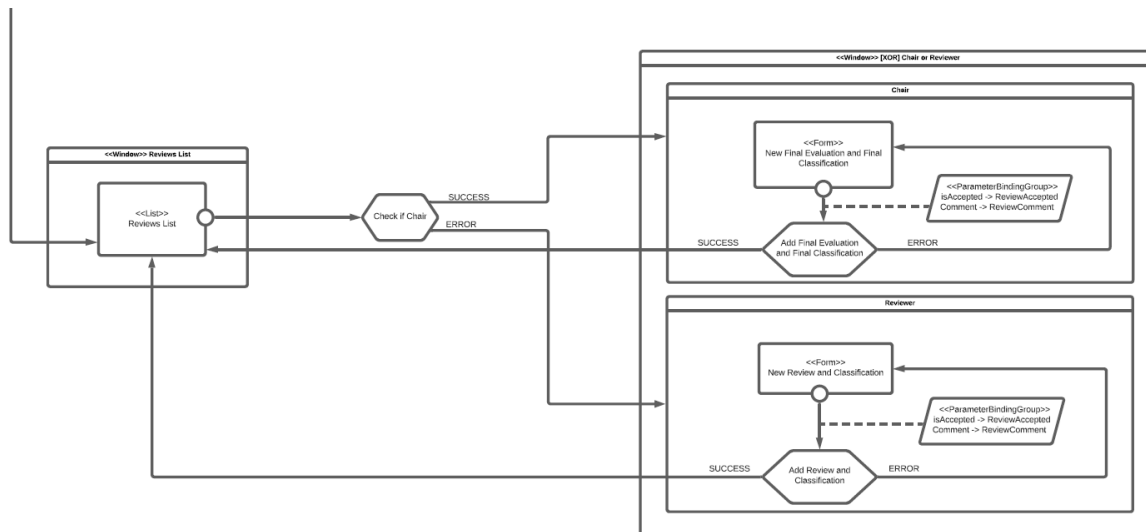 <<Window>> [XOR] Chair or Reviewer
Chair
<<Form>>
New Final Evaluation and Final
Classification
<<ParameterBindingGroup>>
isAccepted -> ReviewAccepted
Comment -> ReviewComment
<<Window>> Reviews List
<<List>>
Reviews List
Check if Chair
SUCCESS
ERROR
SUCCESS
Add Final Evaluation
and Final Classification
ERROR
Reviewer
<<Form>>
New Review and Classification
<<ParameterBindingGroup>>
isAccepted -> ReviewAccepted
Comment -> ReviewComment
SUCCESS
Add Review and
Classification
ERROR